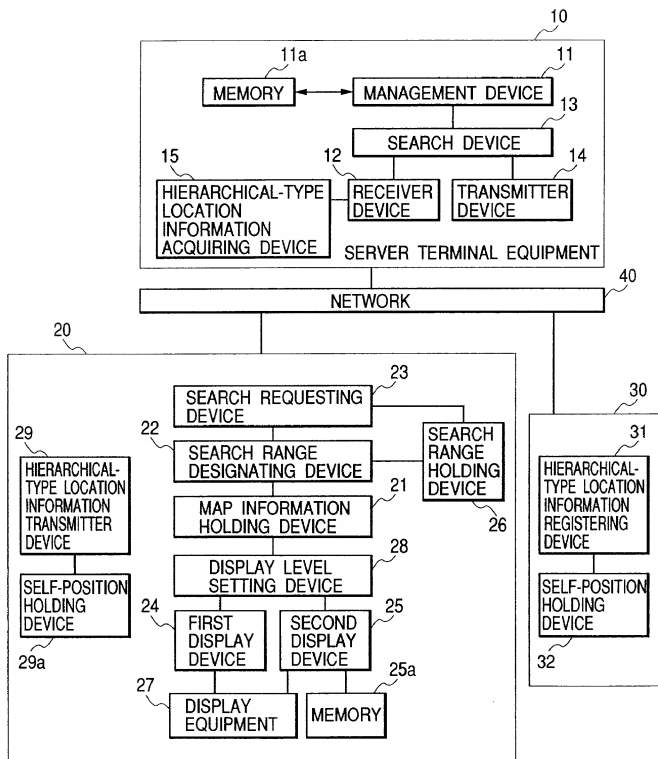 10
11a
11
MEMORY
MANAGEMENT DEVICE
13
SEARCH DEVICE
15
12
14
HIERARCHICAL-TYPE
LOCATION
INFORMATION
ACQUIRING DEVICE
RECEIVER
DEVICE
TRANSMITTER
DEVICE
SERVER TERMINAL EQUIPMENT
40
NETWORK
20
23
SEARCH REQUESTING
DEVICE
22
SEARCH RANGE
DESIGNATING DEVICE
SEARCH
RANGE
HOLDING
DEVICE
26
21
MAP INFORMATION
HOLDING DEVICE
28
DISPLAY LEVEL
SETTING DEVICE
29
HIERARCHICAL-
TYPE LOCATION
INFORMATION
TRANSMITTER
DEVICE
SELF-POSITION
HOLDING
DEVICE
29a
24
FIRST
DISPLAY
DEVICE
25
SECOND
DISPLAY
DEVICE
27
DISPLAY
EQUIPMENT
25a
MEMORY
30
31
HIERARCHICAL-
TYPE LOCATION
INFORMATION
REGISTERING
DEVICE
SELF-POSITION
HOLDING
DEVICE
32